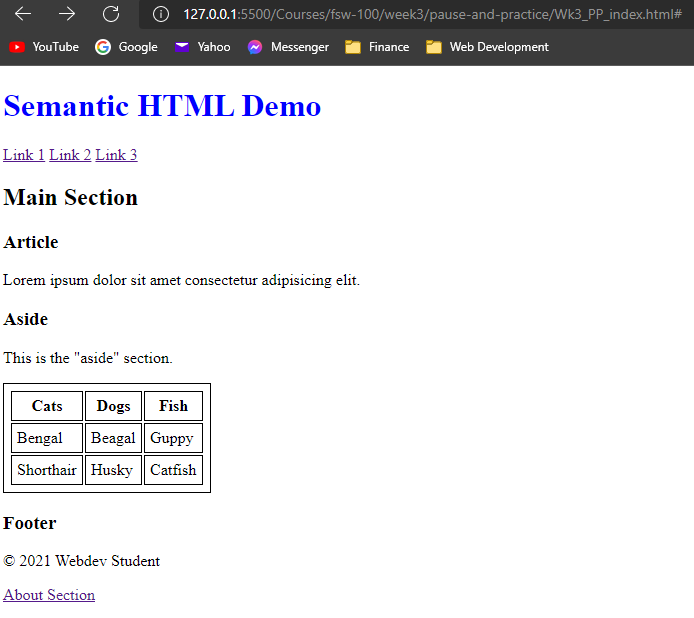 127.0.0.1:5500/Courses/fsw-100/week3/pause-and-practice/Wk3_PP_index.html#
YouTube Google Yahoo Messenger Finance Web Development
Semantic HTML Demo
Link 1 Link 2 Link 3
Main Section
Article
Lorem ipsum dolor sit amet consectetur adipisicing elit.
Aside
This is the "aside" section.
Cats Dogs Fish
Bengal Beagal Guppy
Shorthair Husky Catfish
Footer
© 2021 Webdev Student
About Section